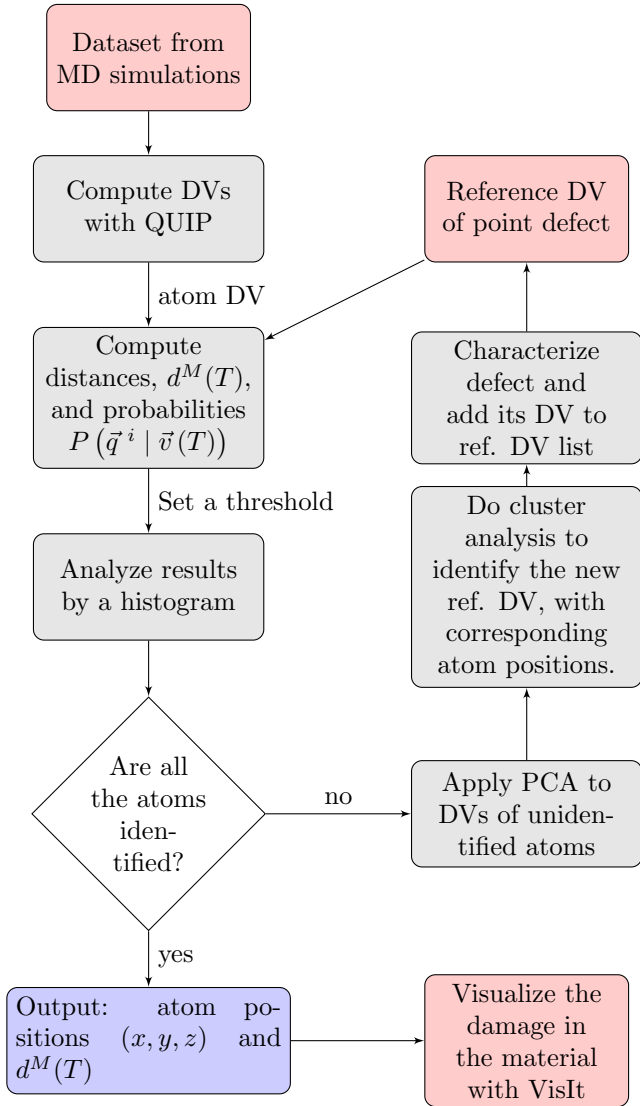 Dataset from
MD simulations
Compute DVs
with QUIP
Reference DV
of point defect
atom DV
Compute
distances, d^M(T),
and probabilities
P(q⃗ ^i | v⃗(T))
Characterize
defect and
add its DV to
ref. DV list
Set a threshold
Analyze results
by a histogram
Do cluster
analysis to
identify the new
ref. DV, with
corresponding
atom positions.
Are all
the atoms
iden-
tified?
no
Apply PCA to
DVs of uniden-
tified atoms
yes
Output: atom po-
sitions (x, y, z) and
d^M(T)
Visualize the
damage in
the material
with VisIt